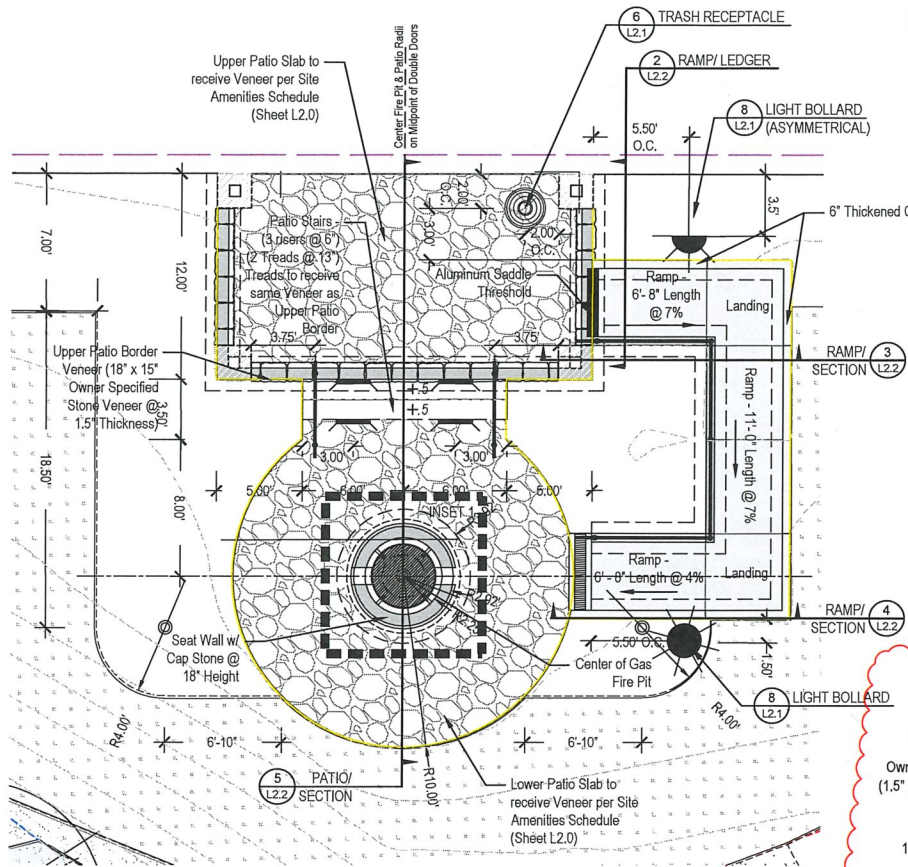 6
L2.1
TRASH RECEPTACLE
2
L2.2
RAMP/ LEDGER
8
L2.1
LIGHT BOLLARD
(ASYMMETRICAL)
Upper Patio Slab to
receive Veneer per Site
Amenities Schedule
(Sheet L2.0)
Center Fire Pit & Patio Radii
on Midpoint of Double Doors
5.50'
O.C.
3.5'
6" Thickened
7.00'
12.00'
2.00'
O.C.
3.00'
2.00'
O.C.
Patio Stairs -
(3 risers @ 6")
(2 Treads @ 13")
Treads to receive
same Veneer as
Upper Patio
Border
Aluminum Saddle
Threshold
Ramp -
6'- 8" Length
@ 7%
Landing
3.75'
3.75'
Upper Patio Border
Veneer (18" x 15"
Owner Specified
Stone Veneer @
1.5" Thickness)
3.50'
+.5
+.5
RAMP/
SECTION
3
L2.2
Ramp - 11'- 0" Length
@ 7%
18.50'
8.00'
3.00'
3.00'
5.00'
6.00'
5.00'
INSET 1
Ramp -
6'- 8" Length @ 4%
Landing
RAMP/
SECTION
4
L2.2
Seat Wall w/
Cap Stone @
18" Height
5.50' O.C.
1.50'
Center of Gas
Fire Pit
8
L2.1
LIGHT BOLLARD
R4.00'
R4.00'
6'-10"
6'-10"
5
L2.2
PATIO/
SECTION
R10.00'
Lower Patio Slab to
receive Veneer per Site
Amenities Schedule
(Sheet L2.0)
(1.5"